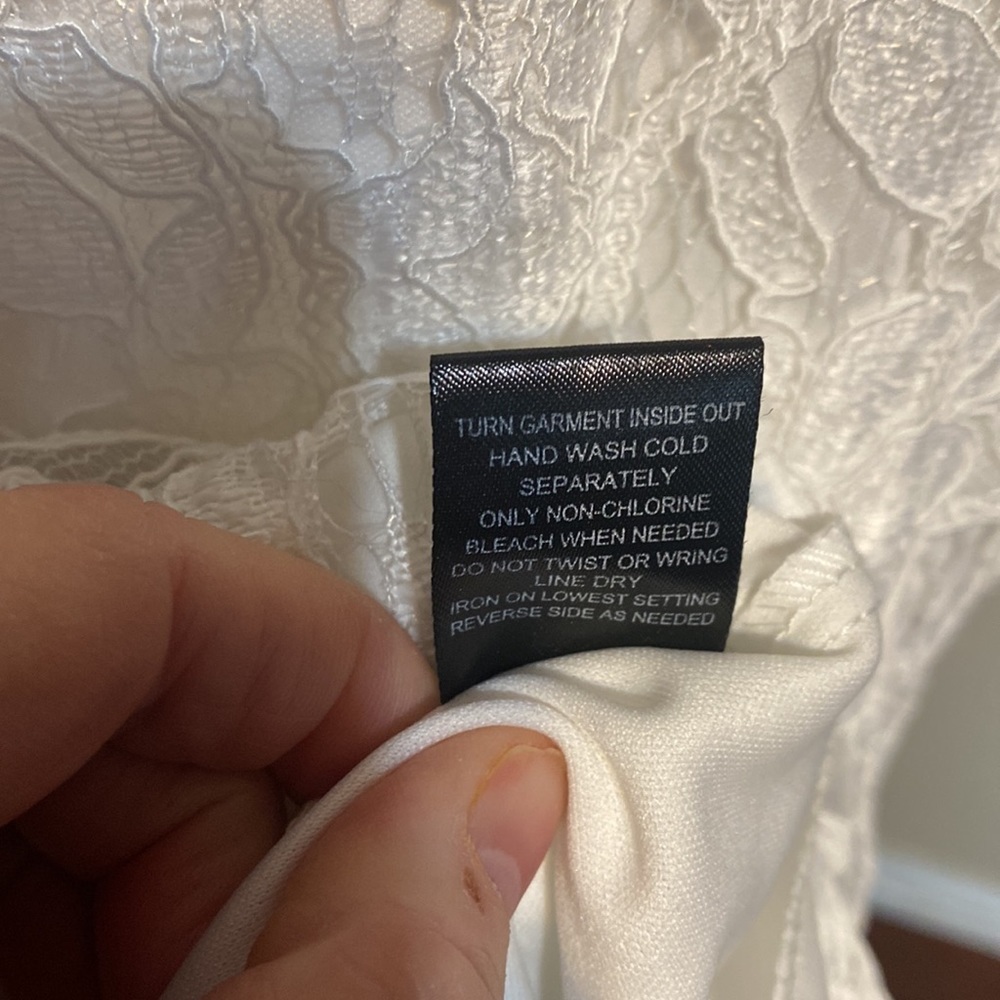 TURN GARMENT INSIDE OUT
HAND WASH COLD
SEPARATELY
ONLY NON-CHLORINE
BLEACH WHEN NEEDED
DO NOT TWIST OR WRING
LINE DRY
IRON ON LOWEST SETTING
REVERSE SIDE AS NEEDED